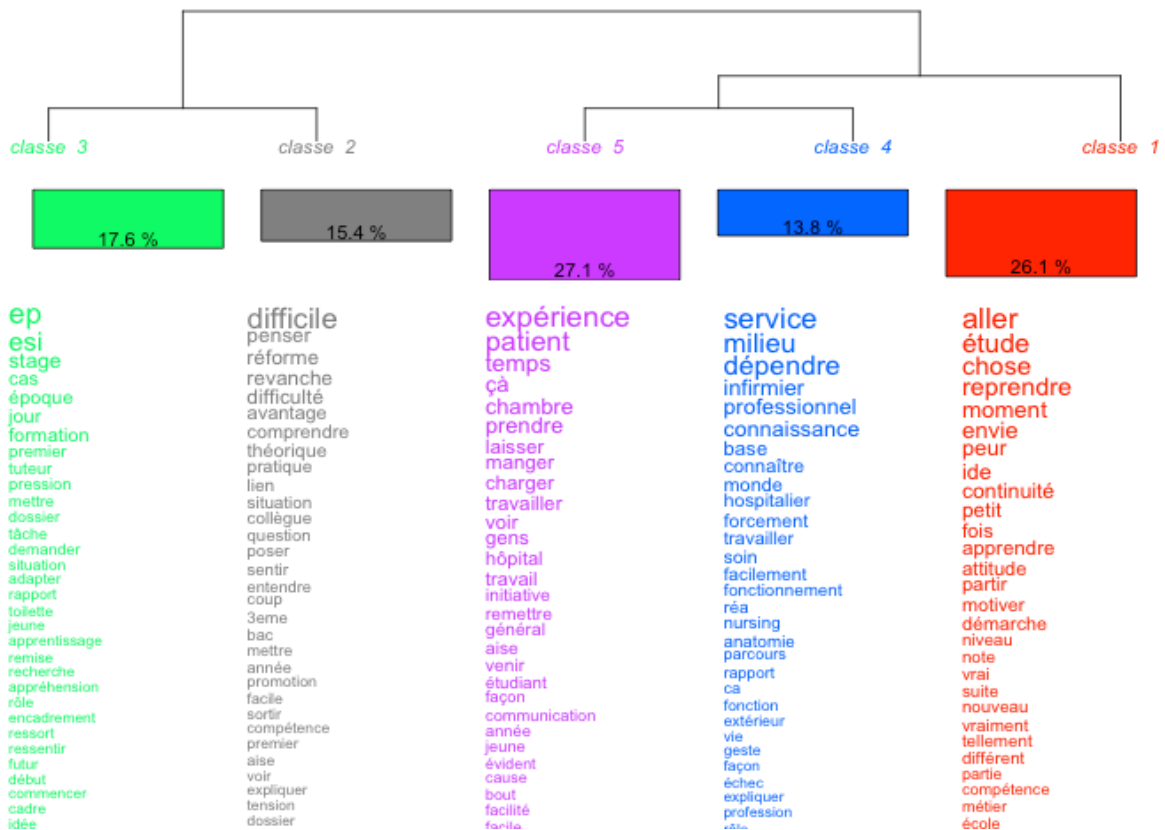 classe 3
classe 2
classe 5
classe 4
classe 1
17.6 %
15.4 %
27.1 %
13.8 %
26.1 %
ep
esi
stage
cas
époque
jour
formation
premier
tuteur
pression
mettre
dossier
tâche
demander
situation
adapter
rapport
toilette
jeune
apprentissage
remise
recherche
appréhension
rôle
encadrement
ressort
ressentir
futur
début
commencer
cadre
idée
difficile
penser
réforme
revanche
difficulté
avantage
comprendre
théorique
pratique
lien
situation
collègue
question
poser
sentir
entendre
coup
3eme
bac
mettre
année
promotion
facile
sortir
compétence
premier
aise
voir
expliquer
tension
dossier
expérience
patient
temps
çà
chambre
prendre
laisser
manger
charger
travailler
voir
gens
hôpital
travail
initiative
remettre
général
aise
venir
étudiant
façon
communication
année
jeune
évident
cause
bout
facilité
facile
service
milieu
dépendre
infirmier
professionnel
connaissance
base
connaître
monde
hospitalier
forcement
travailler
soin
facilement
fonctionnement
réa
nursing
anatomie
parcours
rapport
ca
fonction
extérieur
vie
geste
façon
échec
expliquer
profession
rôle
aller
étude
chose
reprendre
moment
envie
peur
ide
continuité
petit
fois
apprendre
attitude
partir
motiver
démarche
niveau
note
vrai
suite
nouveau
vraiment
tellement
différent
partie
compétence
métier
école